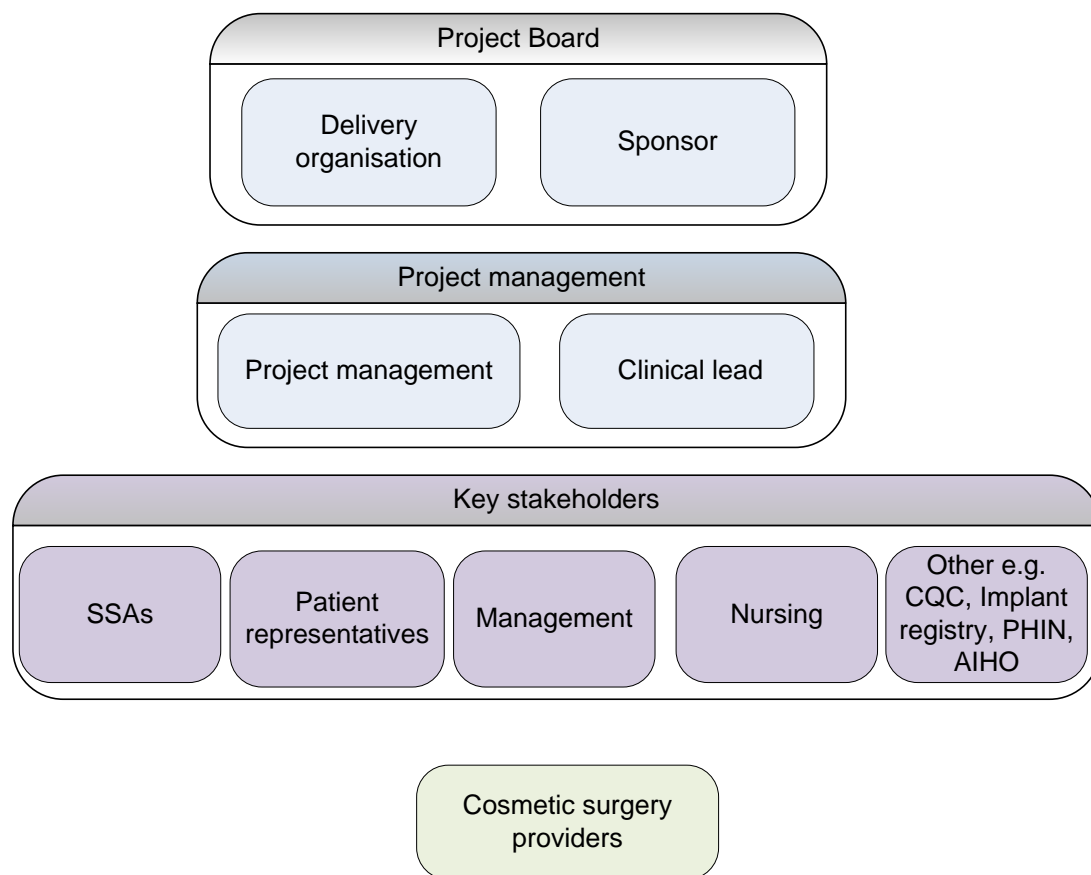 Project Board
Delivery
organisation
Sponsor
Project management
Project management
Clinical lead
Key stakeholders
SSAs
Patient
representatives
Management
Nursing
Other e.g.
CQC, Implant
registry, PHIN,
AIHO
Cosmetic surgery
providers